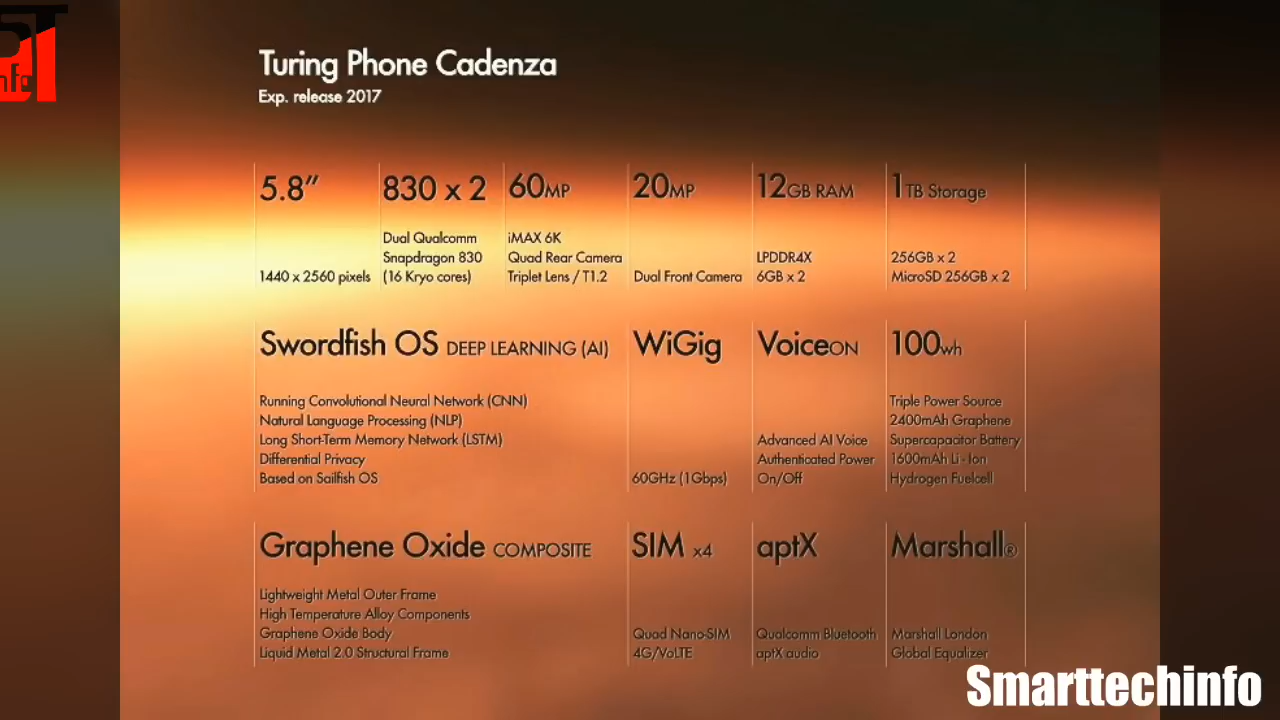 Turing Phone Cadenza
Exp. release 2017
5.8”
1440 x 2560 pixels
830 x 2
Dual Qualcomm
Snapdragon 830
(16 Kryo cores)
60MP
iMAX 6K
Quad Rear Camera
Triplet Lens / T1.2
20MP
Dual Front Camera
12GB RAM
LPDDR4X
6GB x 2
1TB Storage
256GB x 2
MicroSD 256GB x 2
Swordfish OS DEEP LEARNING (AI)
Running Convolutional Neural Network (CNN)
Natural Language Processing (NLP)
Long Short-Term Memory Network (LSTM)
Differential Privacy
Based on Sailfish OS
WiGig
60GHz (1Gbps)
VoiceON
Advanced AI Voice
Authenticated Power
On/Off
100wh
Triple Power Source
2400mAh Graphene
Supercapacitor Battery
1600mAh Li-Ion
Hydrogen Fuelcell
Graphene Oxide COMPOSITE
Lightweight Metal Outer Frame
High Temperature Alloy Components
Graphene Oxide Body
Liquid Metal 2.0 Structural Frame
SIM x4
Quad Nano-SIM
4G/VoLTE
aptX
Qualcomm Bluetooth
aptX audio
Marshall®
Marshall London
Global Equalizer
Smarttechinfo